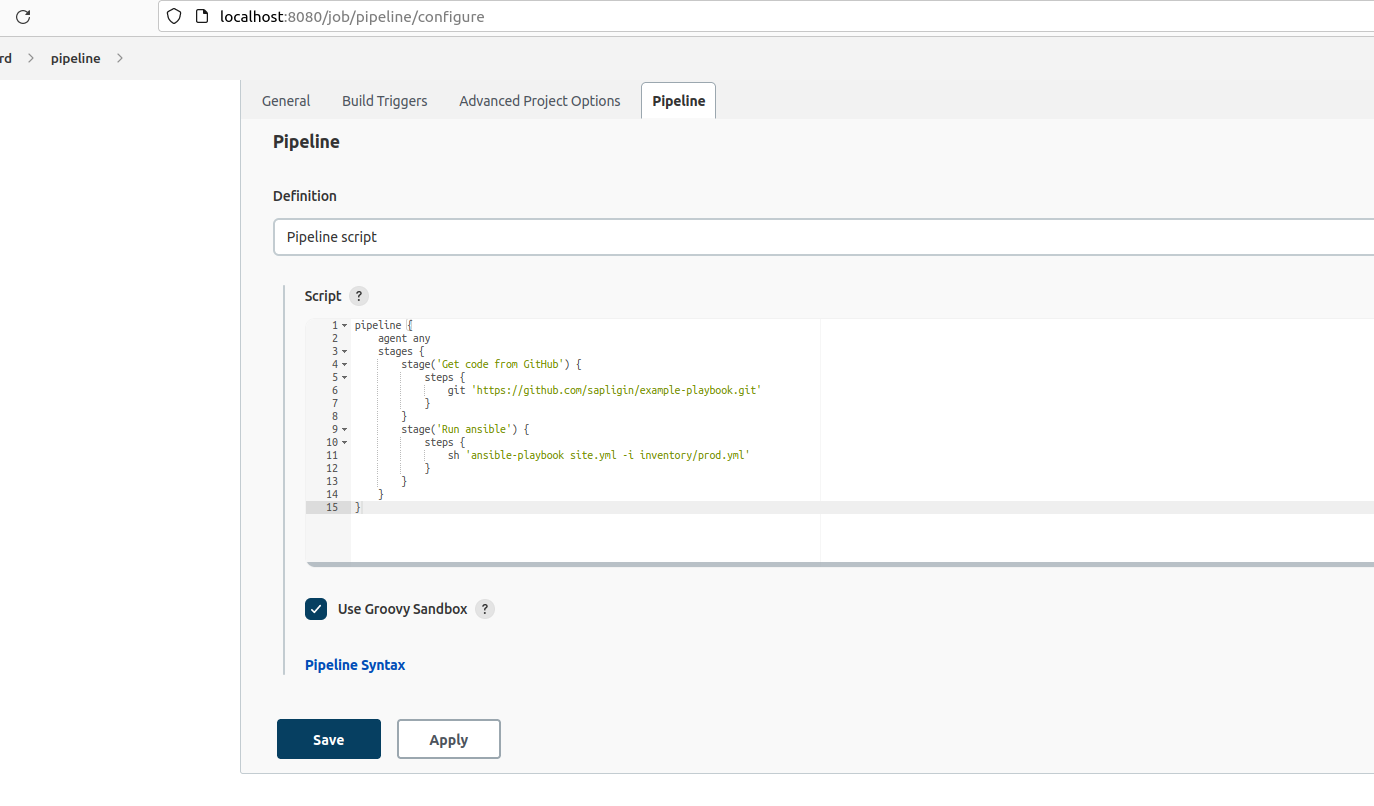 localhost:8080/job/pipeline/configure
rd > pipeline >
General Build Triggers Advanced Project Options Pipeline
Pipeline
Definition
Pipeline script
Script ?
1 pipeline {
2 agent any
3 stages {
4 stage('Get code from GitHub') {
5 steps {
6 git 'https://github.com/sapligin/example-playbook.git'
7 }
8 }
9 stage('Run ansible') {
10 steps {
11 sh 'ansible-playbook site.yml -i inventory/prod.yml'
12 }
13 }
14 }
15 }
Use Groovy Sandbox ?
Pipeline Syntax
Save Apply